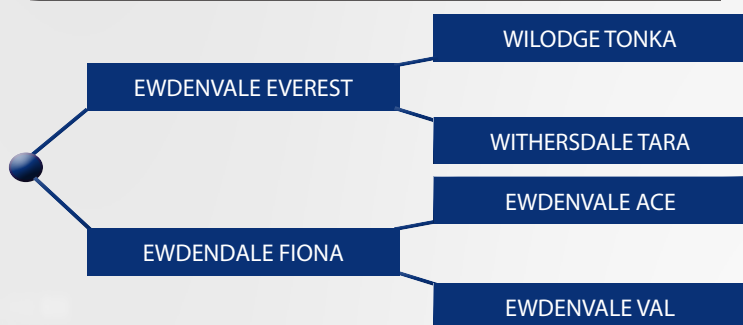 WILODGE TONKA
EWDENVALE EVEREST
WITHERSDALE TARA
EWDENVALE ACE
EWDENDALE FIONA
EWDENVALE VAL